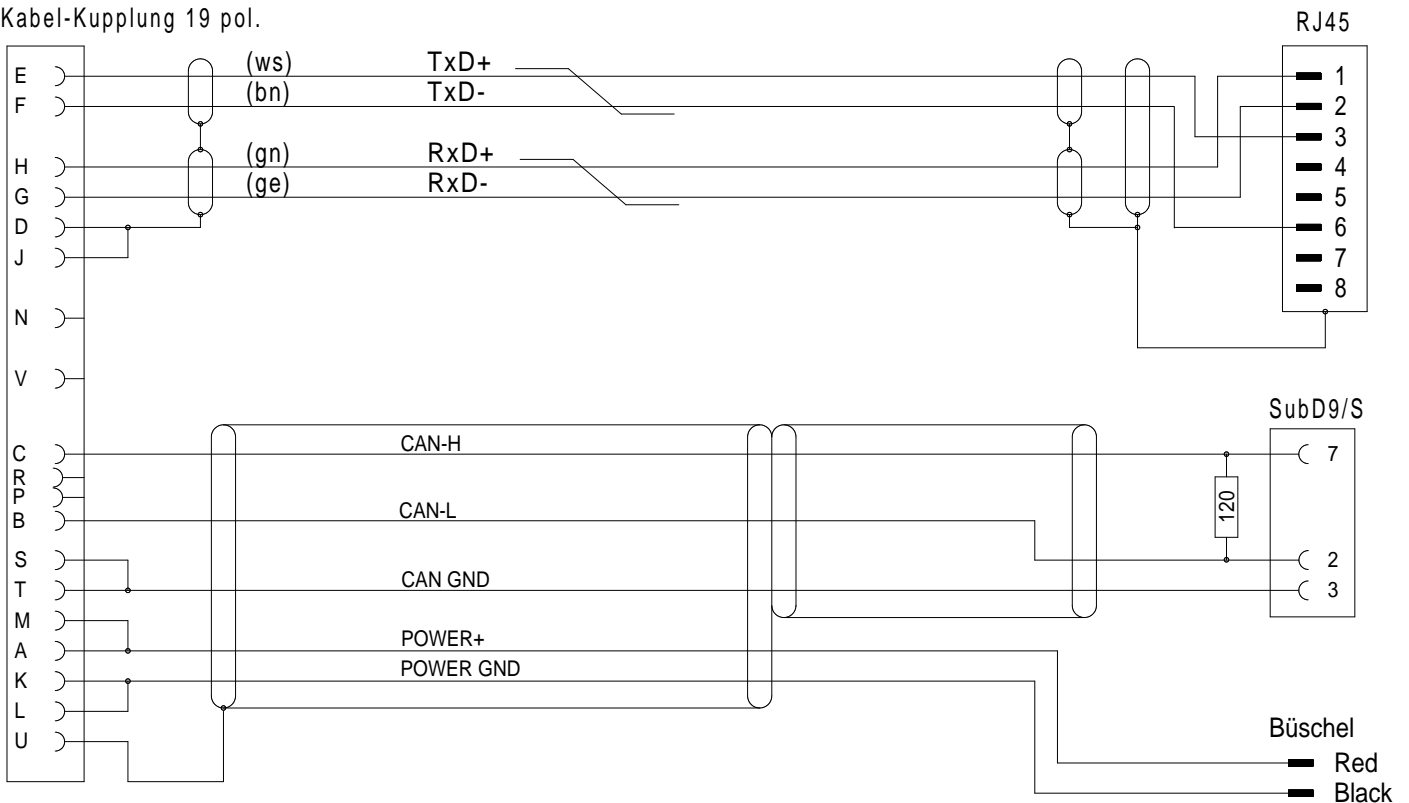 Kabel-Kupplung 19 pol.
RJ45
E (ws) TxD+ 1
F (bn) TxD- 2
3
H (gn) RxD+ 4
G (ge) RxD- 5
D 6
J 7
8
N
V
SubD9/S
C CAN-H 7
R
P
B CAN-L
120
S 2
T CAN GND 3
M
A POWER+
K POWER GND
L
U
Büschel
Red
Black